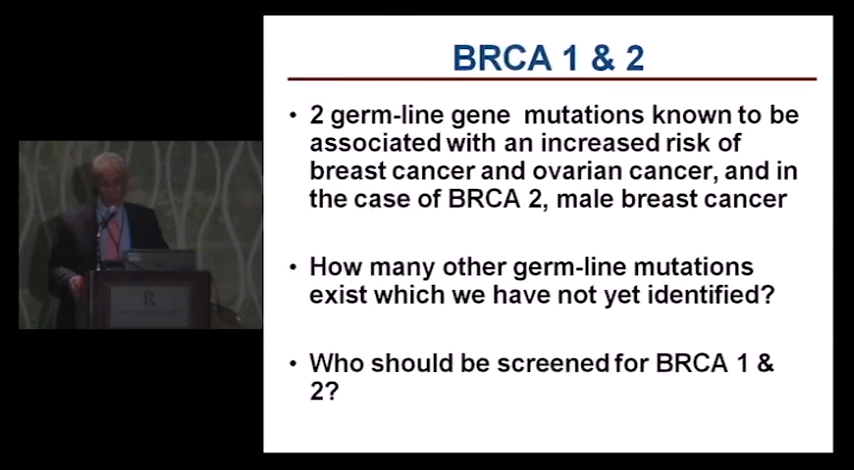 BRCA 1 & 2
• 2 germ-line gene mutations known to be
associated with an increased risk of
breast cancer and ovarian cancer, and in
the case of BRCA 2, male breast cancer
• How many other germ-line mutations
exist which we have not yet identified?
• Who should be screened for BRCA 1 &
2?
R